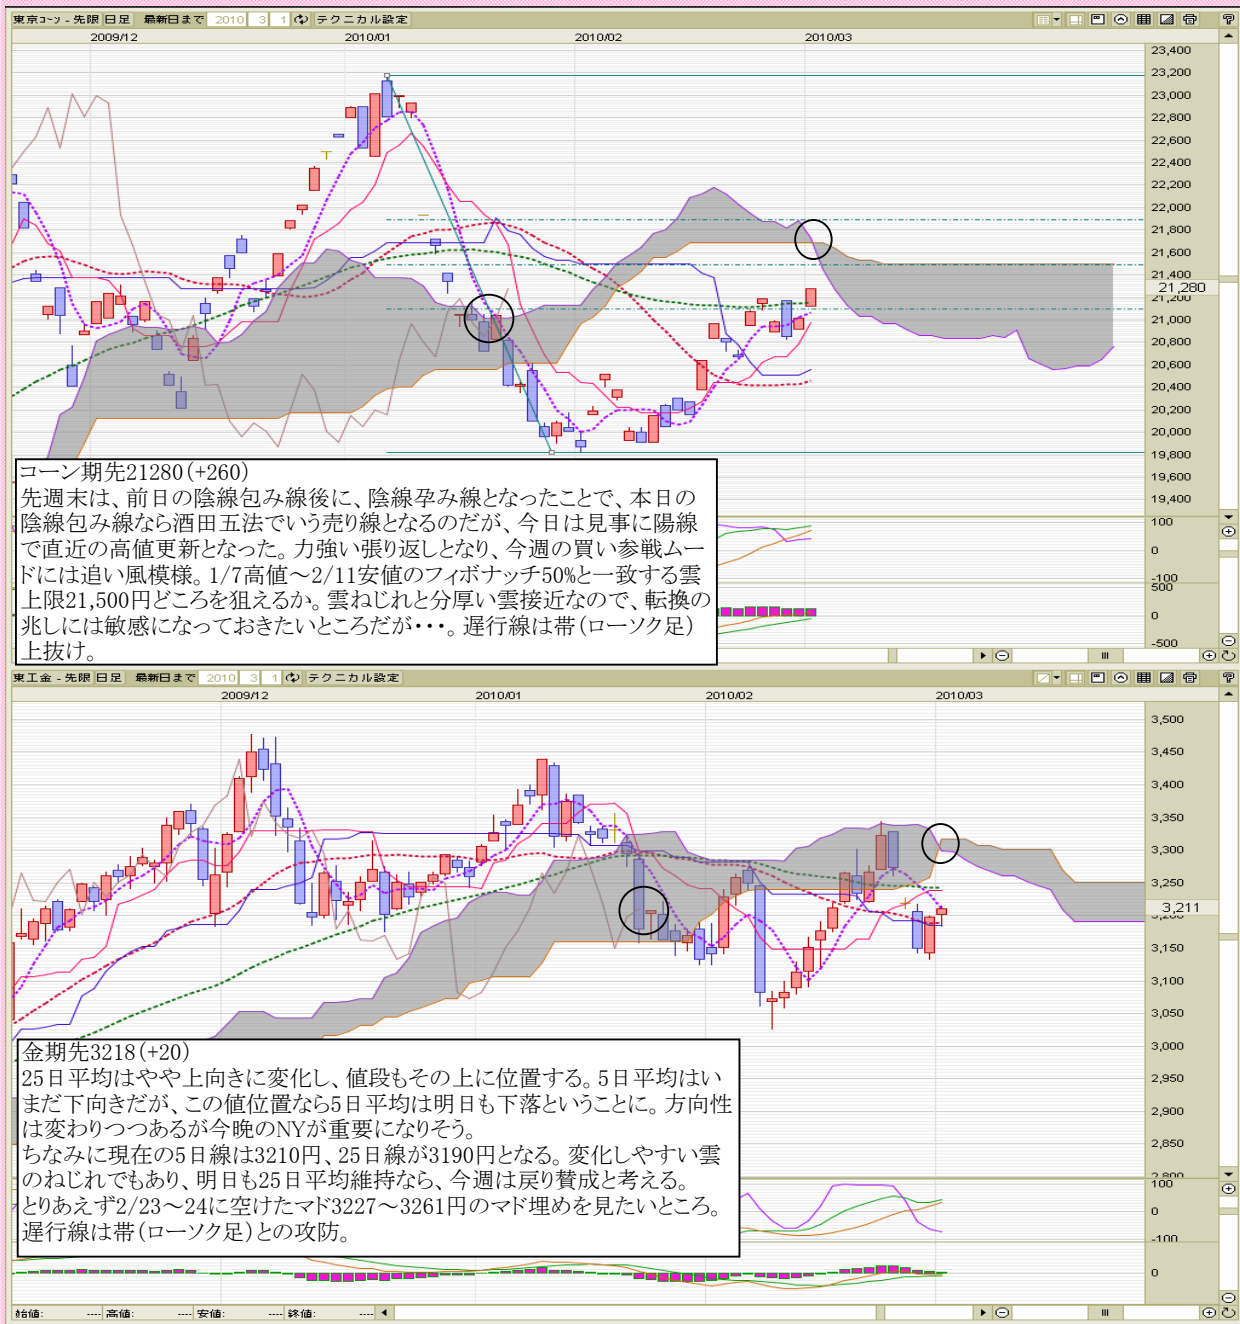 東京コーン - 先限 日足 最新日まで 2010 3 1 テクニカル設定
2009/12 2010/01 2010/02 2010/03
23,400
23,200
23,000
22,800
22,600
22,400
22,200
22,000
21,800
21,600
21,400
21,280
21,200
21,000
20,800
20,600
20,400
20,200
20,000
19,800
19,600
19,400
コーン期先21280(+260)
先週末は、前日の陰線包み線後に、陰線孕み線となったことで、本日の
陰線包み線なら酒田五法でいう売り線となるのだが、今日は見事に陽線
で直近の高値更新となった。力強い張り返しとなり、今週の買い参戦ムー
ドには追い風模様。1/7高値～2/11安値のフィボナッチ50%と一致する雲
上限21,500円どころを狙えるか。雲ねじれと分厚い雲接近なので、転換の
兆しには敏感になっておきたいところだが・・・。遅行線は帯(ローソク足)
上抜け。
100
0
-100
500
0
-500
東工金 - 先限 日足 最新日まで 2010 3 1 テクニカル設定
2009/12 2010/01 2010/02 2010/03
3,500
3,450
3,400
3,350
3,300
3,250
3,211
3,200
3,150
3,100
3,050
3,000
2,950
2,900
2,850
2,800
金期先3218(+20)
25日平均はやや上向きに変化し、値段もその上に位置する。5日平均はい
まだ下向きだが、この値位置なら5日平均は明日も下落ということに。方向性
は変わりつつあるが今晩のNYが重要になりそう。
ちなみに現在の5日線は3210円、25日線が3190円となる。変化しやすい雲
のねじれでもあり、明日も25日平均維持なら、今週は戻り賛成と考える。
とりあえず2/23～24に空けたマド3227～3261円のマド埋めを見たいところ。
遅行線は帯(ローソク足)との攻防。
100
0
-100
0
始値: ---- 高値: ---- 安値: ---- 終値: ----